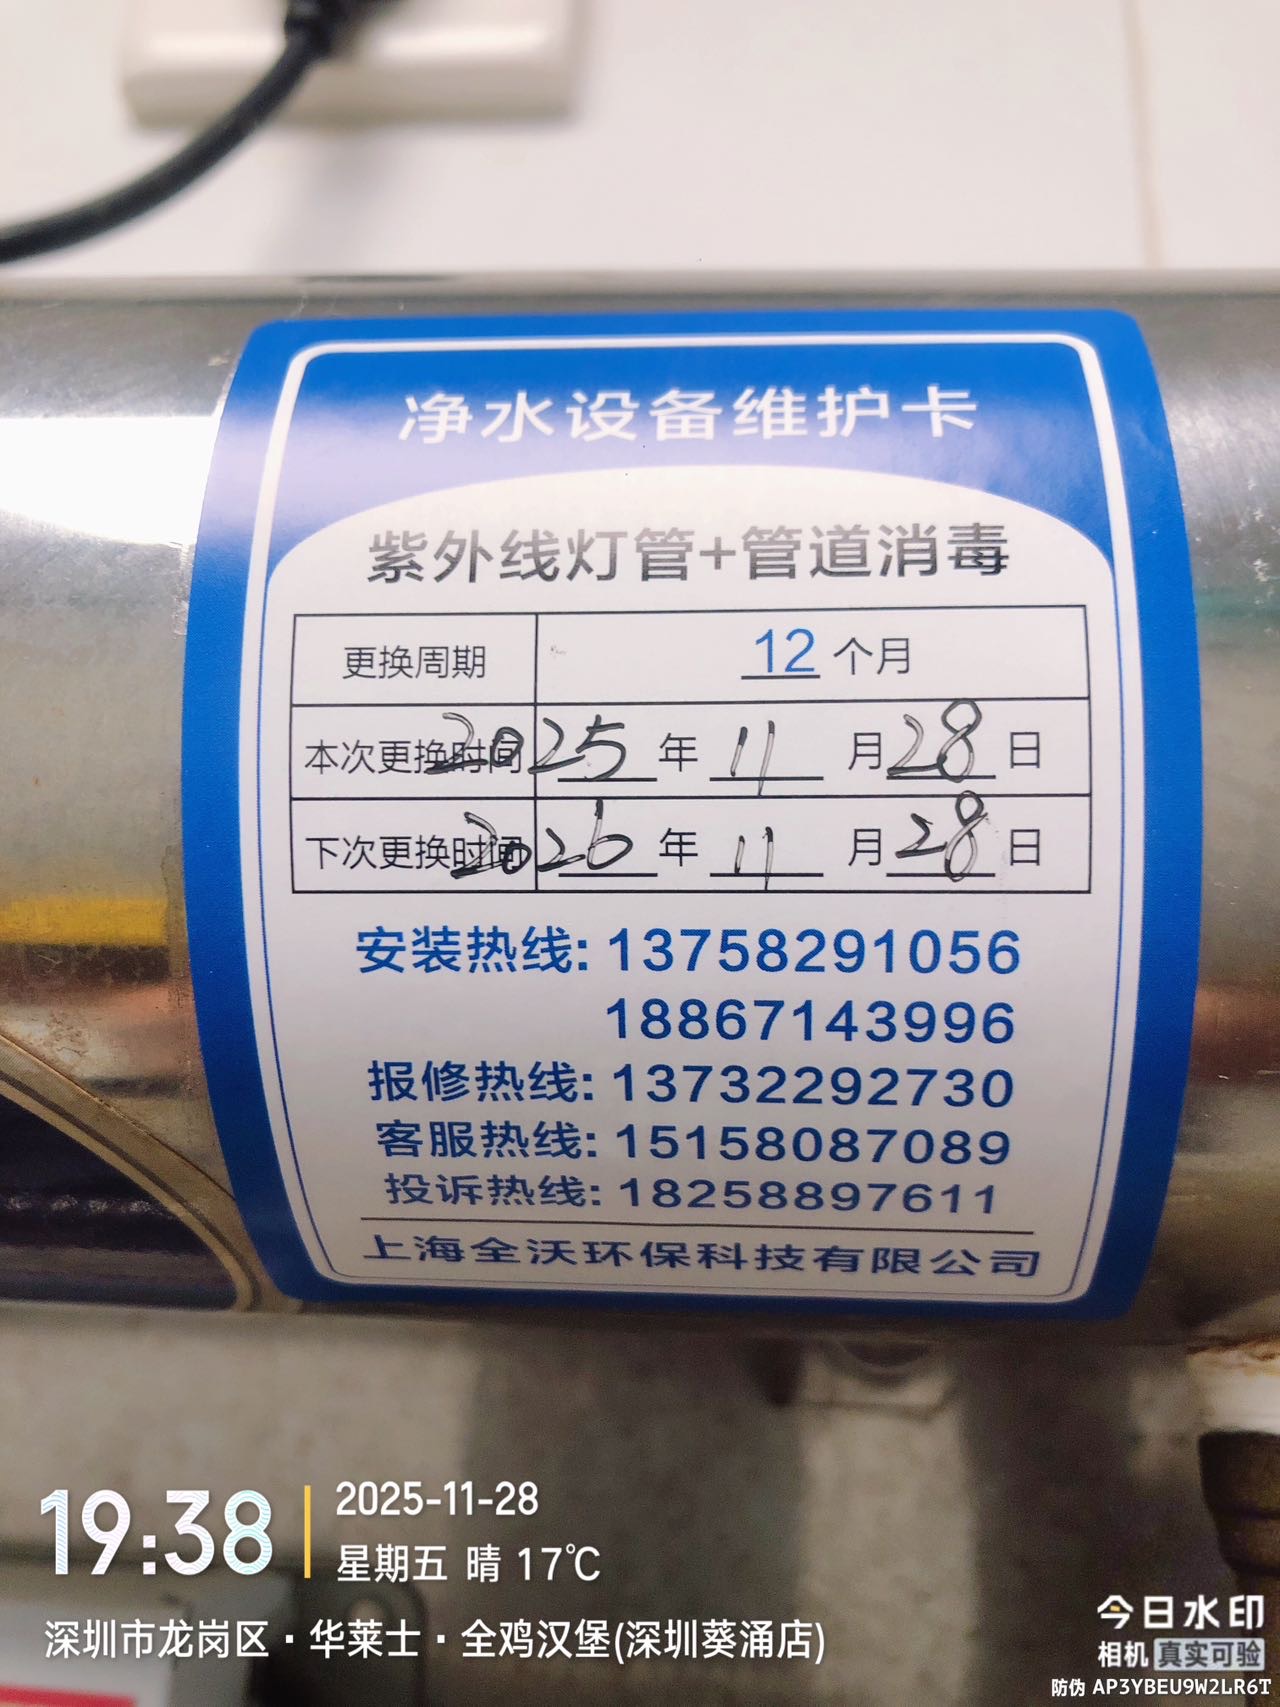 净水设备维护卡
紫外线灯管+管道消毒
更换周期 12 个月
本次更换时间 2025 年 11 月 28 日
下次更换时间 2026 年 11 月 28 日
安装热线: 13758291056
18867143996
报修热线: 13732292730
客服热线: 15158087089
投诉热线: 18258897611
上海全沃环保科技有限公司
19:38
2025-11-28
星期五 晴 17℃
深圳市龙岗区·华莱士·全鸡汉堡(深圳葵涌店)
今日水印
相机 真实可验
防伪 AP3YBEU9W2LR6T